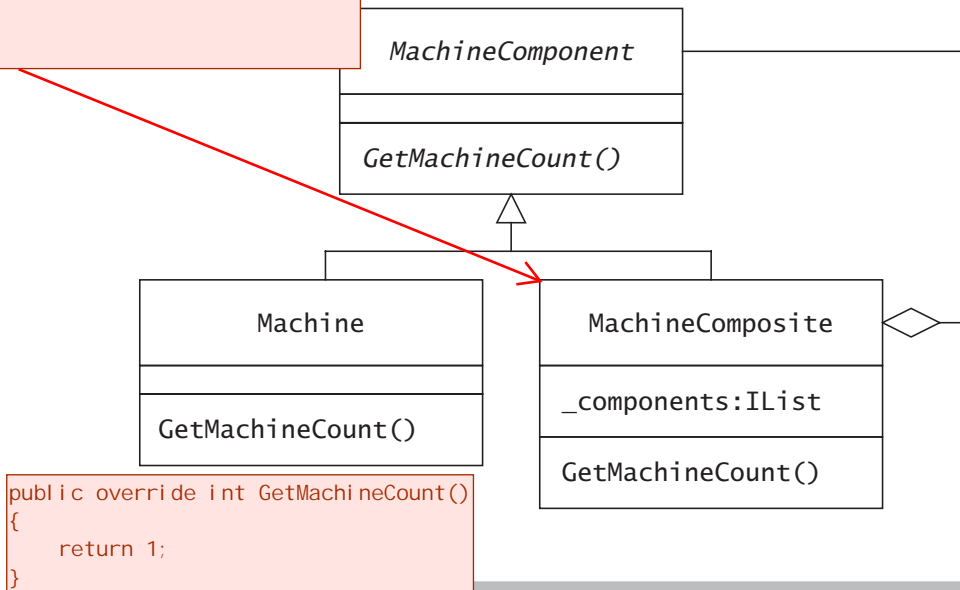 MachineComponent
GetMachineCount()
Machine
MachineComposite
_components:IList
GetMachineCount()
GetMachineCount()
public override int GetMachineCount()
{
return 1;
}